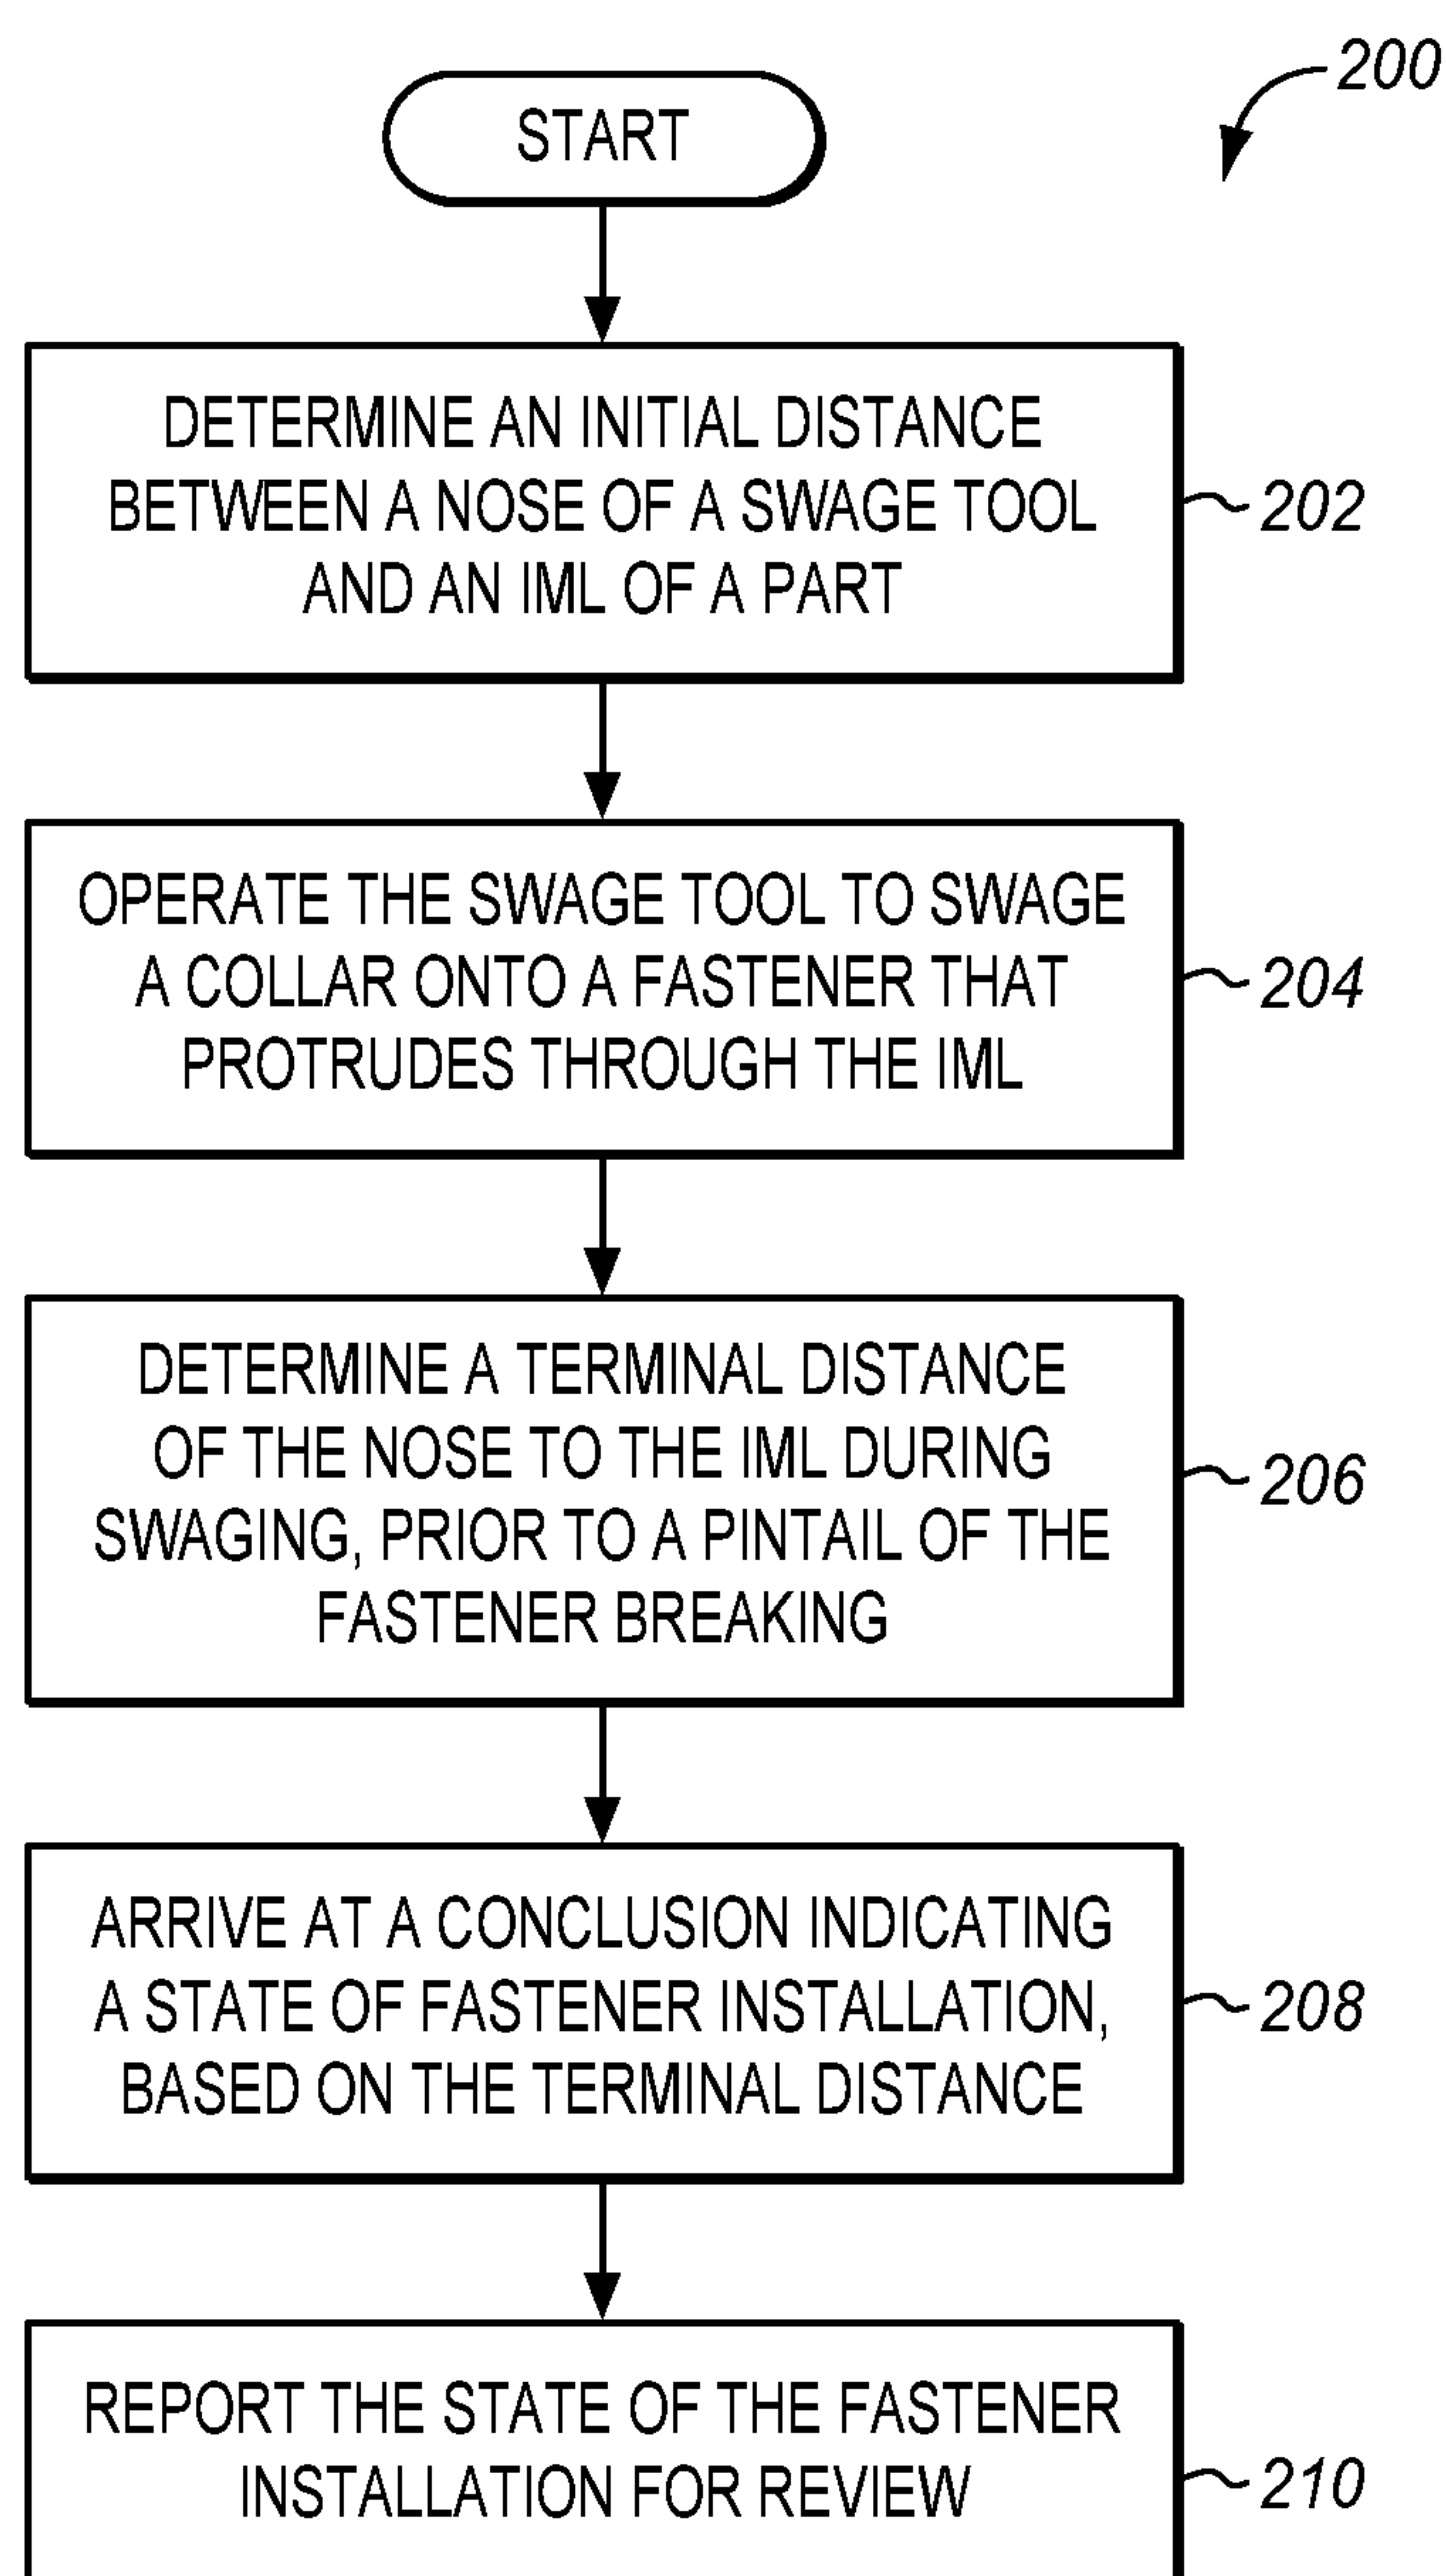 200
START
DETERMINE AN INITIAL DISTANCE
BETWEEN A NOSE OF A SWAGE TOOL
AND AN IML OF A PART
202
OPERATE THE SWAGE TOOL TO SWAGE
A COLLAR ONTO A FASTENER THAT
PROTRUDES THROUGH THE IML
204
DETERMINE A TERMINAL DISTANCE
OF THE NOSE TO THE IML DURING
SWAGING, PRIOR TO A PINTAIL OF THE
FASTENER BREAKING
206
ARRIVE AT A CONCLUSION INDICATING
A STATE OF FASTENER INSTALLATION,
BASED ON THE TERMINAL DISTANCE
208
REPORT THE STATE OF THE FASTENER
INSTALLATION FOR REVIEW
210